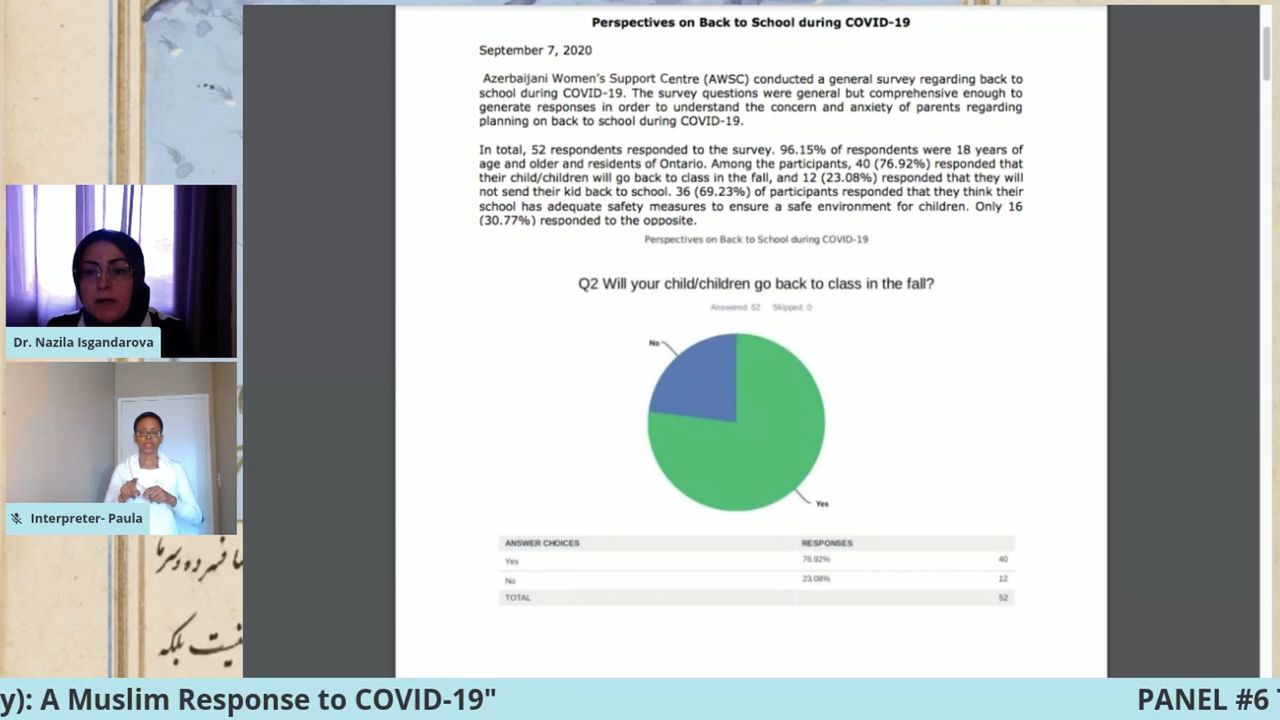 Perspectives on Back to School during COVID-19
September 7, 2020
Azerbaijani Women's Support Centre (AWSC) conducted a general survey regarding back to
school during COVID-19. The survey questions were general but comprehensive enough to
generate responses in order to understand the concern and anxiety of parents regarding
planning on back to school during COVID-19.
In total, 52 respondents responded to the survey. 96.15% of respondents were 18 years of
age and older and residents of Ontario. Among the participants, 40 (76.92%) responded that
their child/children will go back to class in the fall, and 12 (23.08%) responded that they will
not send their kid back to school. 36 (69.23%) of participants responded that they think their
school has adequate safety measures to ensure a safe environment for children. Only 16
(30.77%) responded to the opposite.
Perspectives on Back to School during COVID-19
Q2 Will your child/children go back to class in the fall?
Answered: 52 Skipped: 0
No
Yes
ANSWER CHOICES RESPONSES
Yes 76.92% 40
No 23.08% 12
TOTAL 52
Dr. Nazila Isgandarova
Interpreter- Paula
بلکه
y): A Muslim Response to COVID-19" PANEL #6